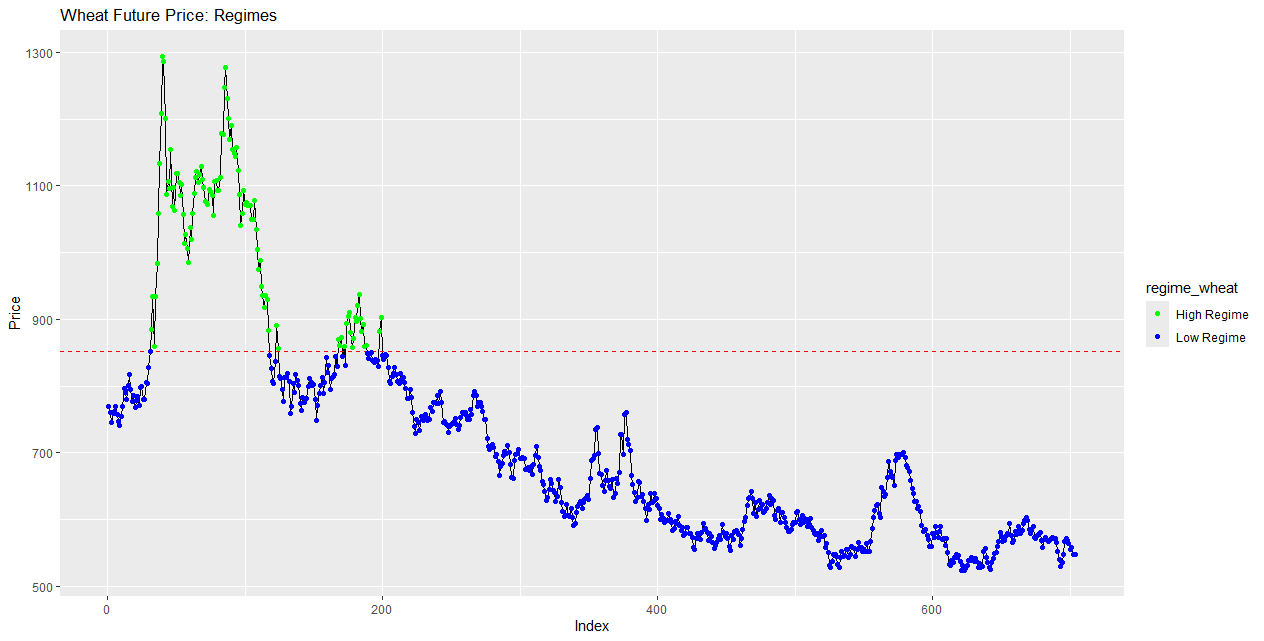 Wheat Future Price: Regimes
1300
1100
900
700
500
Price
0
200
400
600
Index
regime_wheat
High Regime
Low Regime